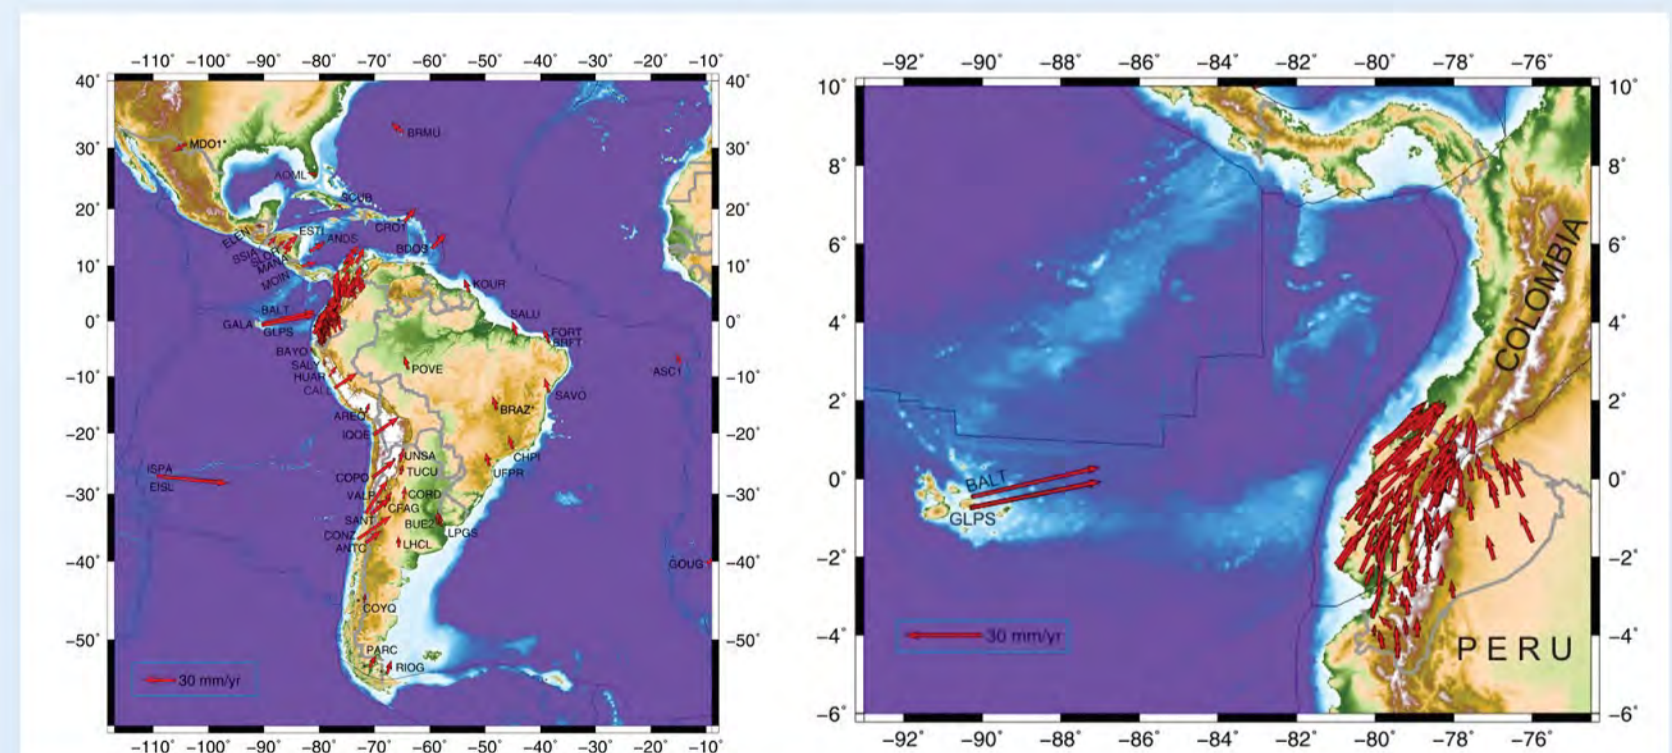 −110° −100° −90° −80° −70° −60° −50° −40° −30° −20° −10°
40° 40°
BRMU
MDO1*
30° 30°
AOML
SCUB
20° 20°
CRO1
ELEN ESTI ANDS
SSIA SLOR BDOS
MANA
10° 10°
MOIN
KOUR
BALT SALU
0° GALA GLPS FORT 0°
BRFT
BAYO
SALY
HUAR POVE ASC1
−10° CALL −10°
SAVO
AREQ BRAZ*
−20° IQQE −20°
UNSA CHPI
ISPA COPO TUCU UFPR
EISL
−30° VALP CORD −30°
CFAG
SANT BUE2
CONZ LPGS
ANTC LHCL
−40° GOUG −40°
COYQ
−50° −50°
PARC
RIOG
30 mm/yr
−110° −100° −90° −80° −70° −60° −50° −40° −30° −20° −10°
−92° −90° −88° −86° −84° −82° −80° −78° −76°
10° 10°
8° 8°
6° 6°
COLOMBIA
4° 4°
2° 2°
BALT
0° 0°
GLPS
−2° −2°
30 mm/yr
−4° −4°
PERU
−6° −6°
−92° −90° −88° −86° −84° −82° −80° −78° −76°